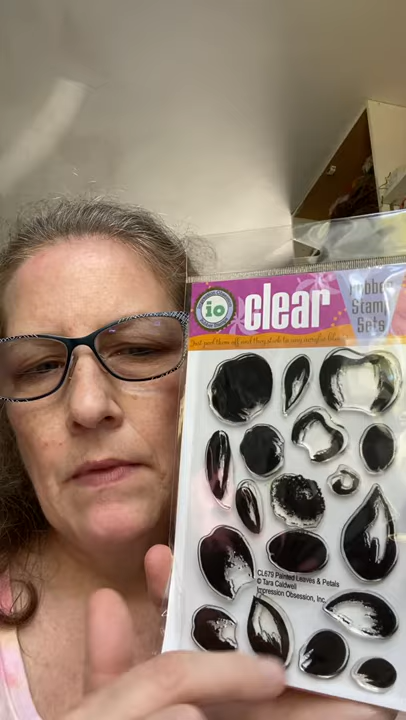 io
clear
Rubber
Stamp
Sets
Just peel them off and they stick to any acrylic block
CL679 Painted Leaves & Petals
© Tara Caldwell
Impression Obsession, Inc.